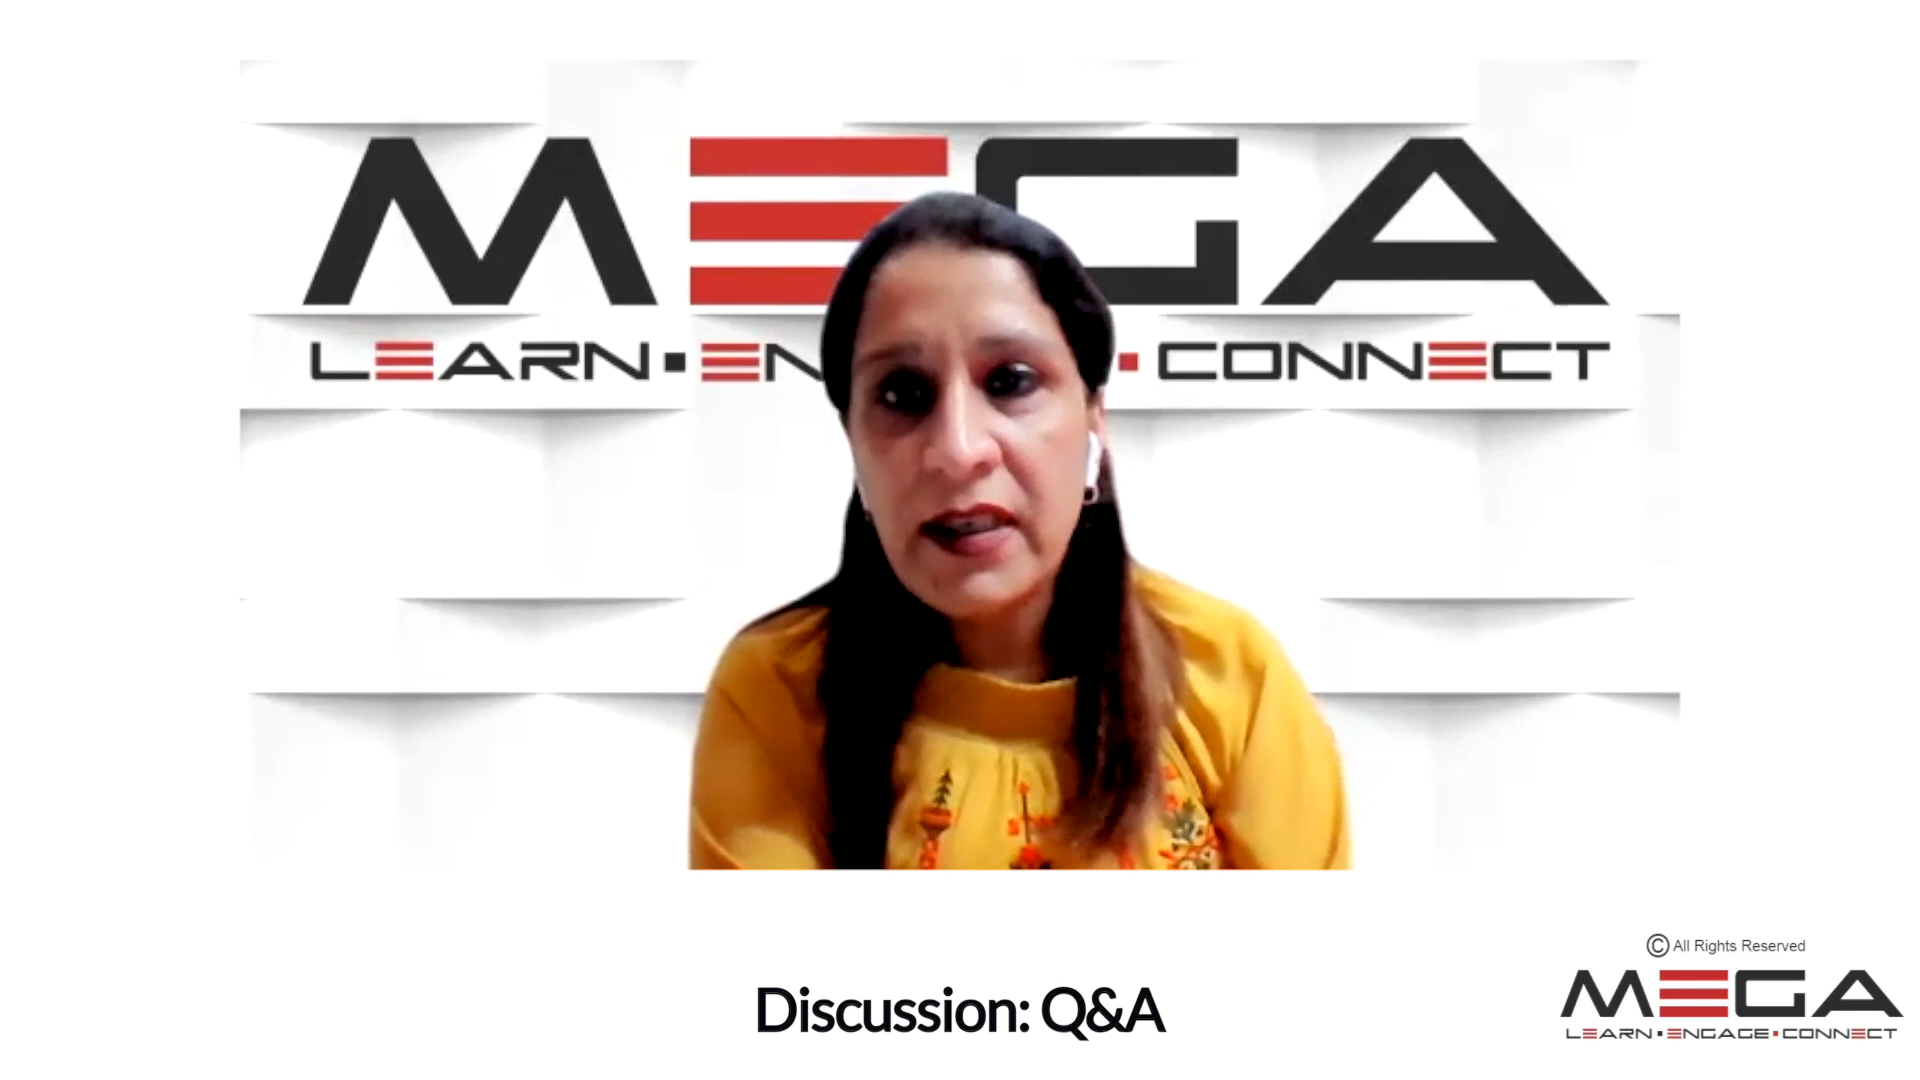 MEGA
LEARN▪EN ▪CONNECT
© All Rights Reserved
MEGA
LEARN▪ENGAGE▪CONNECT
Discussion: Q&A